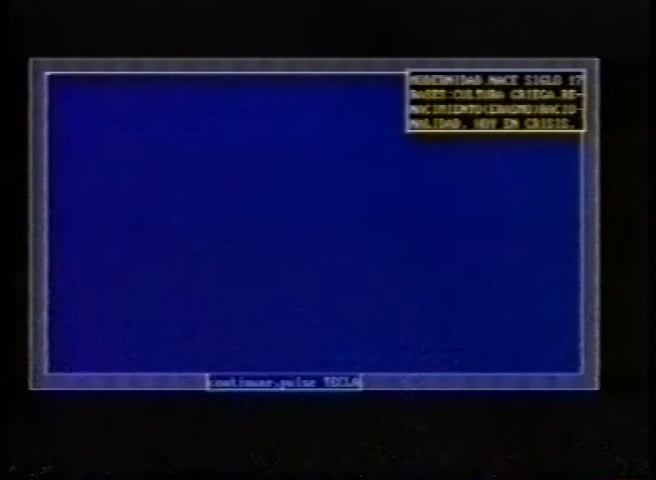 MODERNIDAD.NACE SIGLO 17
BASES:CULTURA GRIEGA.RE-
NACIMIENTO(ERASMO)RACIO-
NALIDAD. HOY EN CRISIS.
continuar.pulse TECLA